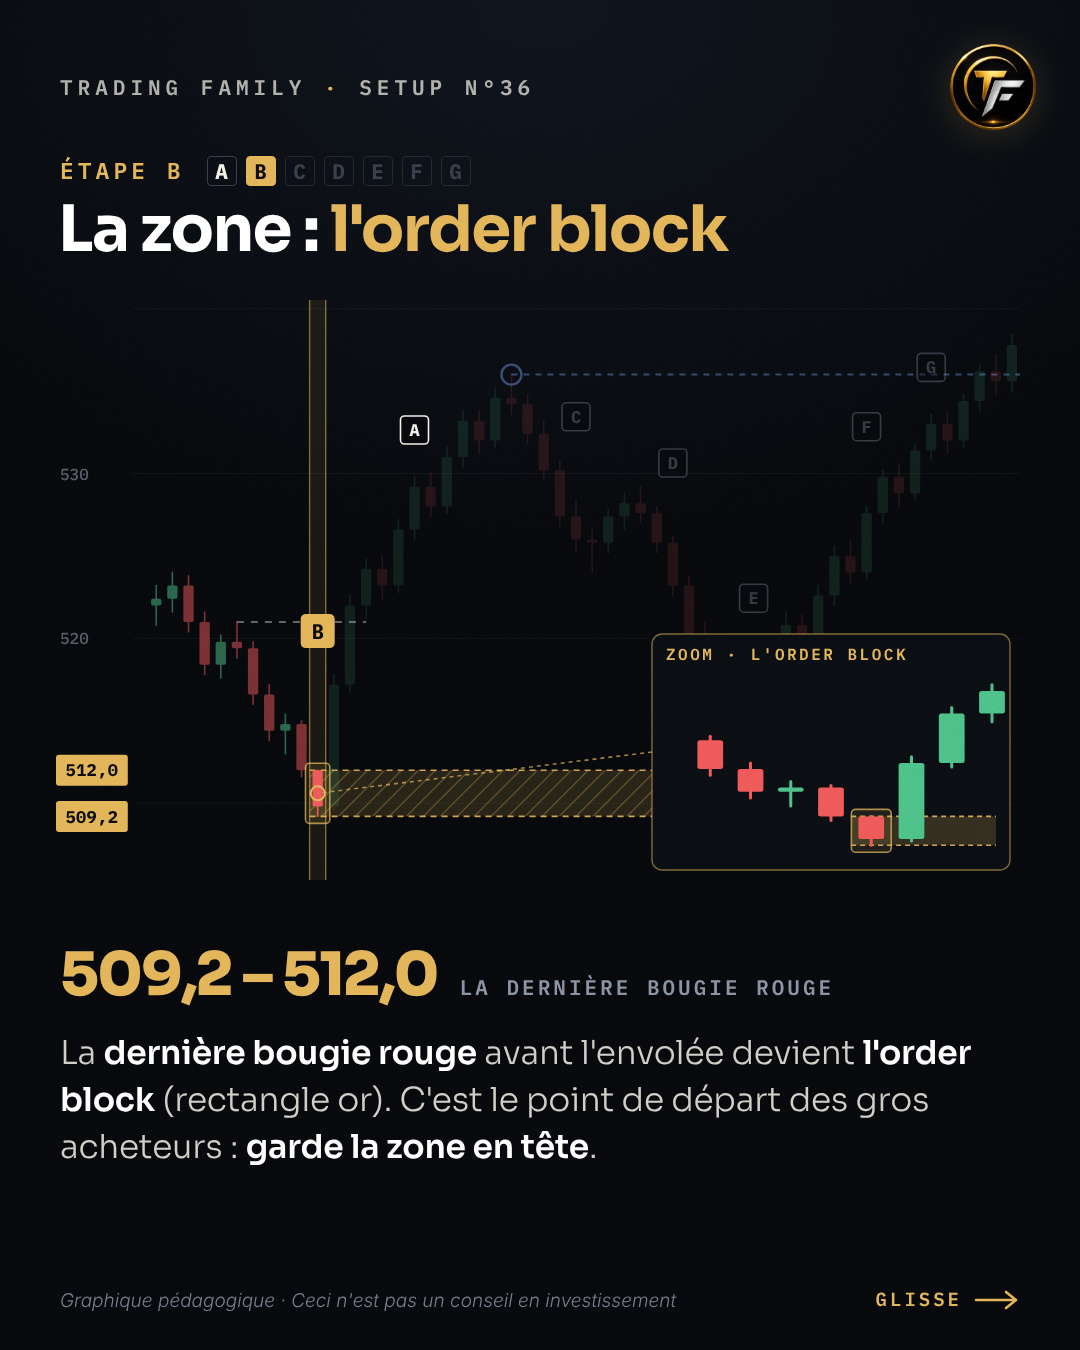 TRADING FAMILY · SETUP N°36
TF
ÉTAPE B A B C D E F G
La zone : l'order block
G
A
C
F
D
530
E
520
B
ZOOM · L'ORDER BLOCK
512,0
509,2
509,2 – 512,0 LA DERNIÈRE BOUGIE ROUGE
La dernière bougie rouge avant l'envolée devient l'order
block (rectangle or). C'est le point de départ des gros
acheteurs : garde la zone en tête.
Graphique pédagogique · Ceci n'est pas un conseil en investissement
GLISSE →